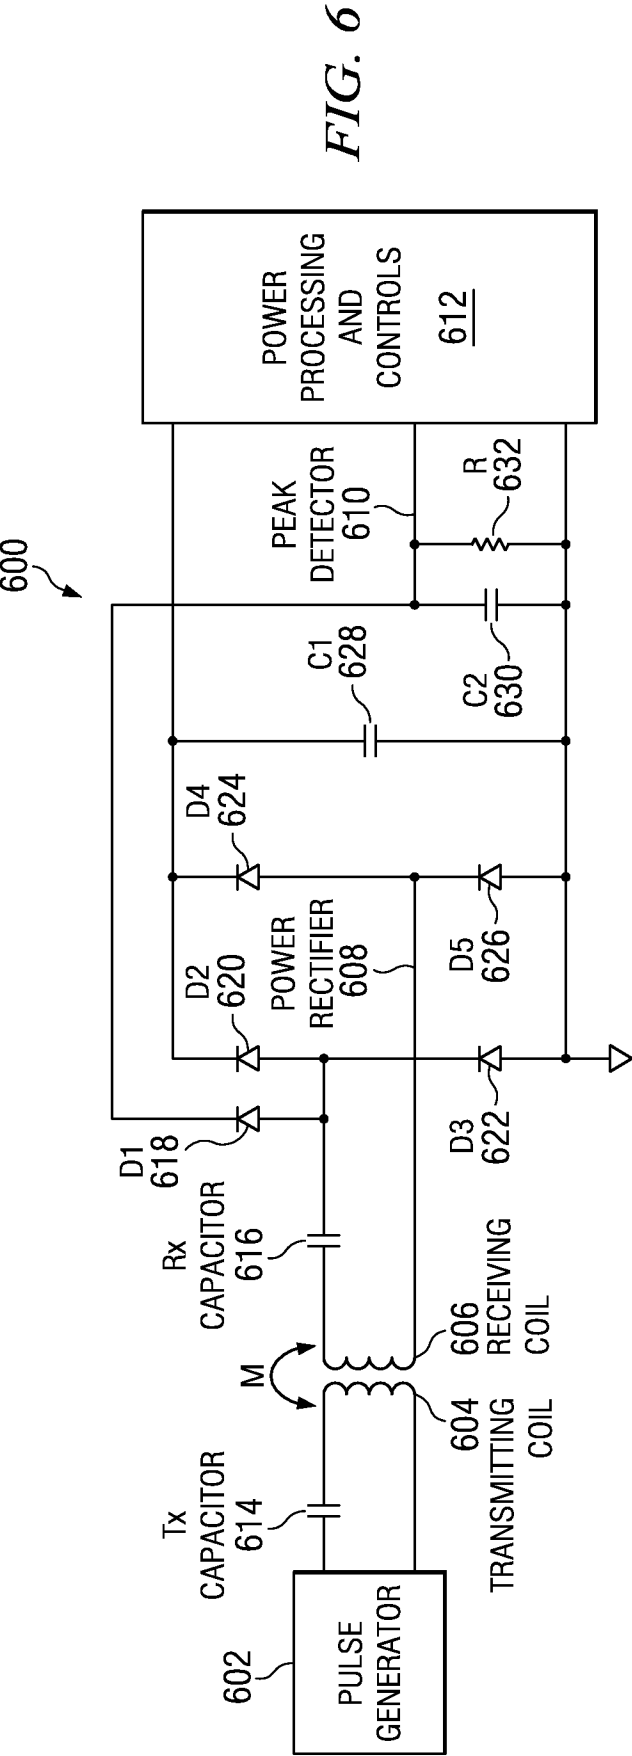 600
602
PULSE
GENERATOR
Tx
CAPACITOR
614
M
604
TRANSMITTING
COIL
606
RECEIVING
COIL
Rx
CAPACITOR
616
D1
618
D2
620
D3
622
POWER
RECTIFIER
608
D4
624
D5
626
C1
628
C2
630
PEAK
DETECTOR
610
R
632
POWER
PROCESSING
AND
CONTROLS
612
FIG. 6